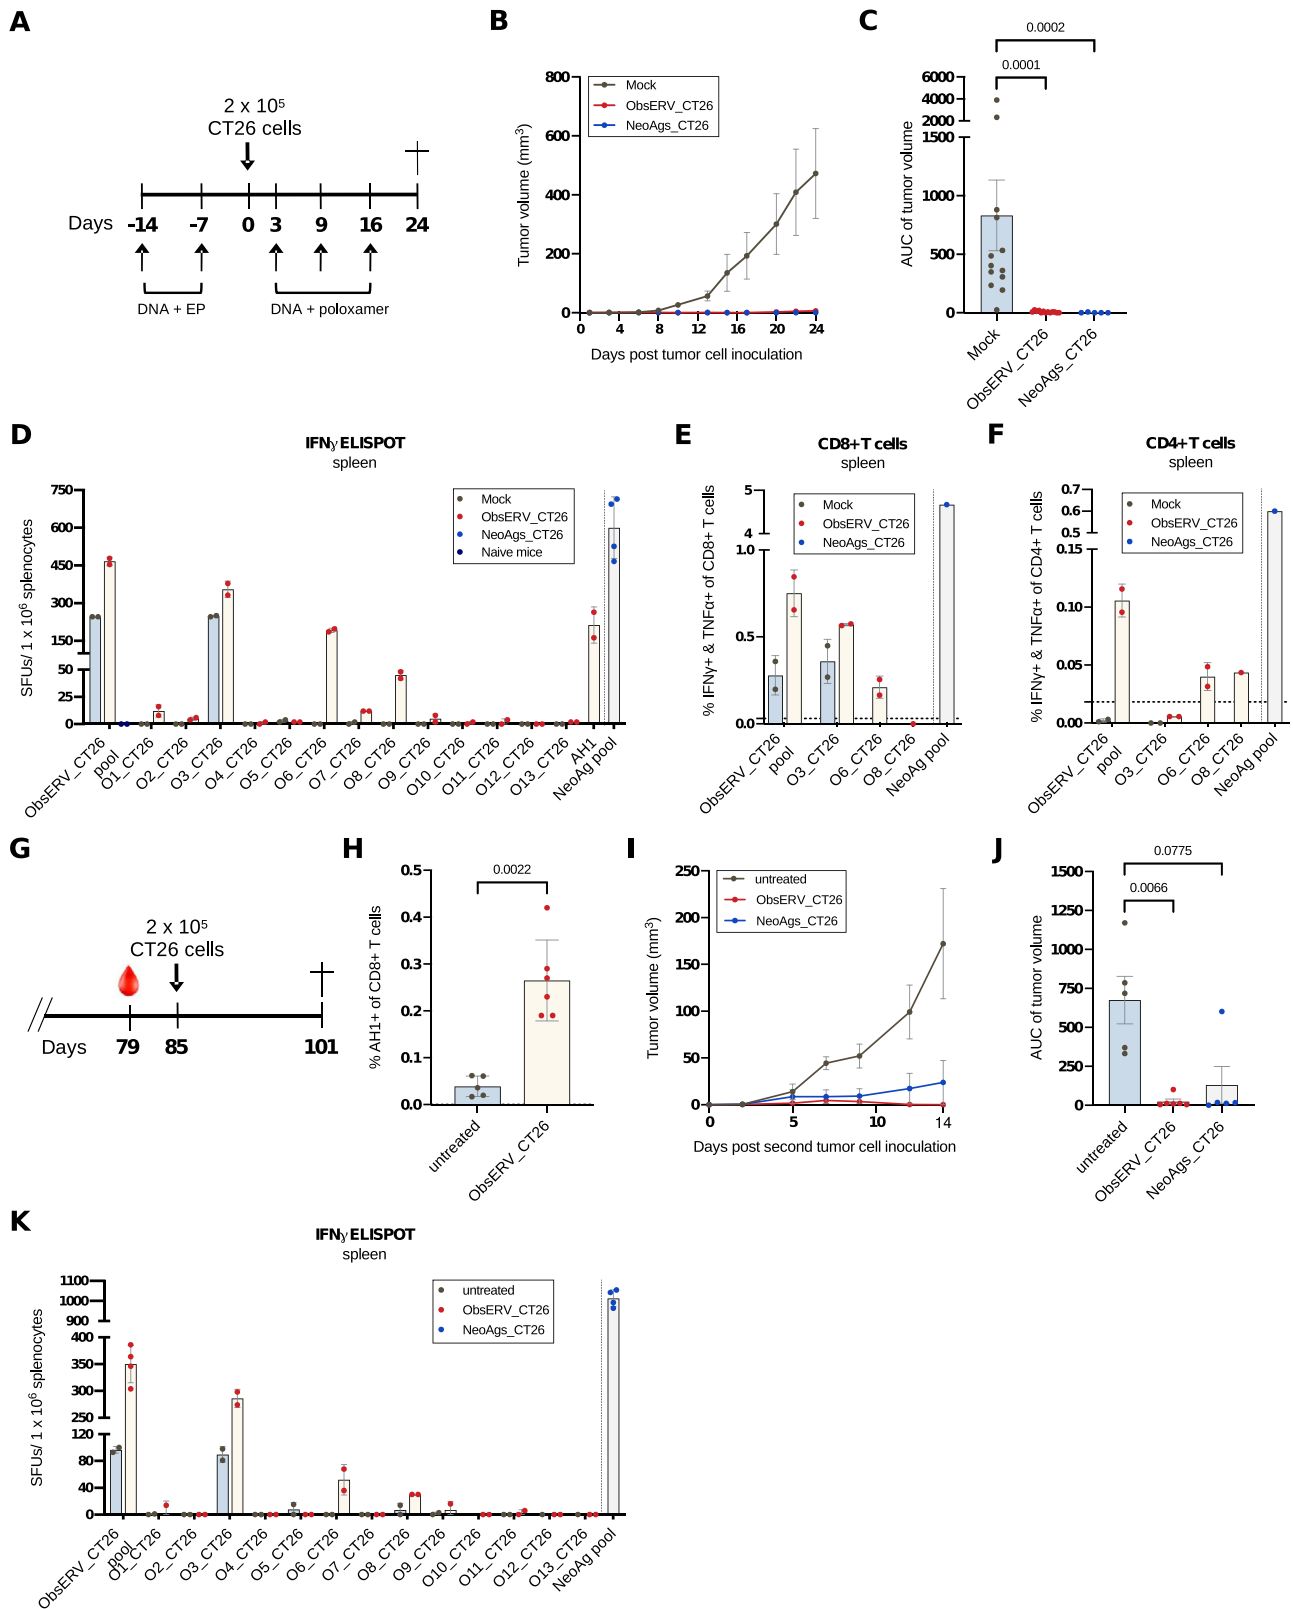 A
2 x 10⁵
CT26 cells
Days -14 -7 0 3 9 16 24
DNA + EP
DNA + poloxamer
B
Mock
ObsERV_CT26
NeoAgs_CT26
Tumor volume (mm³)
800
600
400
200
0
0 4 8 12 16 20 24
Days post tumor cell inoculation
C
0.0002
0.0001
AUC of tumor volume
6000
4000
2000
1500
1000
500
0
Mock
ObsERV_CT26
NeoAgs_CT26
D
IFNγ ELISPOT
spleen
Mock
ObsERV_CT26
NeoAgs_CT26
Naive mice
SFUs/ 1 x 10⁶ splenocytes
750
600
450
300
150
50
25
0
ObsERV_CT26
pool
O1_CT26
O2_CT26
O3_CT26
O4_CT26
O5_CT26
O6_CT26
O7_CT26
O8_CT26
O9_CT26
O10_CT26
O11_CT26
O12_CT26
O13_CT26
AH1
NeoAg pool
E
CD8+T cells
spleen
Mock
ObsERV_CT26
NeoAgs_CT26
% IFNγ+ & TNFα+ of CD8+ T cells
5
4
1.0
0.5
0.0
ObsERV_CT26
pool
O3_CT26
O6_CT26
O8_CT26
NeoAg pool
F
CD4+T cells
spleen
Mock
ObsERV_CT26
NeoAgs_CT26
% IFNγ+ & TNFα+ of CD4+ T cells
0.7
0.6
0.5
0.15
0.10
0.05
0.00
ObsERV_CT26
pool
O3_CT26
O6_CT26
O8_CT26
NeoAg pool
G
2 x 10⁵
CT26 cells
Days 79 85 101
H
0.0022
% AH1+ of CD8+ T cells
0.5
0.4
0.3
0.2
0.1
0.0
untreated
ObsERV_CT26
I
untreated
ObsERV_CT26
NeoAgs_CT26
Tumor volume (mm³)
250
200
150
100
50
0
0 5 10 14
Days post second tumor cell inoculation
J
0.0775
0.0066
AUC of tumor volume
1500
1250
1000
750
500
250
0
untreated
ObsERV_CT26
NeoAgs_CT26
K
IFNγ ELISPOT
spleen
untreated
ObsERV_CT26
NeoAgs_CT26
SFUs/ 1 x 10⁶ splenocytes
1100
1000
900
400
350
300
250
120
80
40
0
ObsERV_CT26
pool
O1_CT26
O2_CT26
O3_CT26
O4_CT26
O5_CT26
O6_CT26
O7_CT26
O8_CT26
O9_CT26
O10_CT26
O11_CT26
O12_CT26
O13_CT26
NeoAg pool